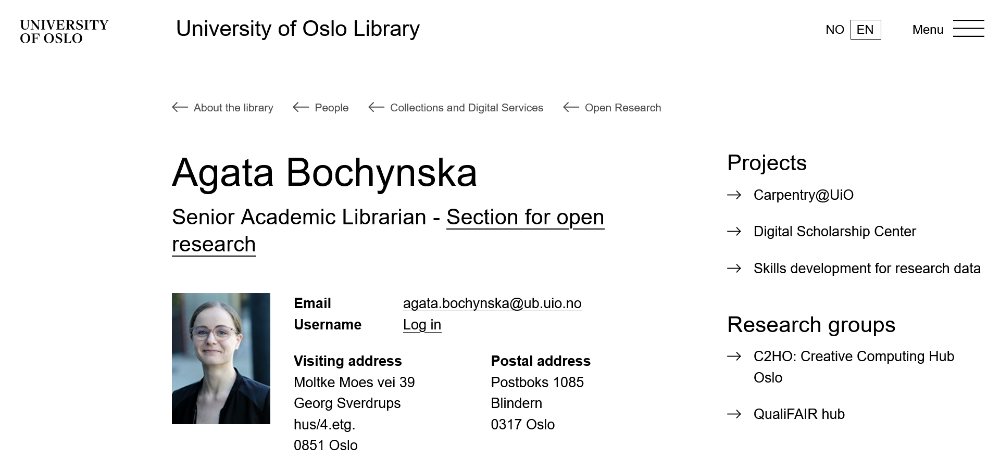 UNIVERSITY
OF OSLO
University of Oslo Library
NO EN Menu
About the library People Collections and Digital Services Open Research
Agata Bochynska
Senior Academic Librarian - Section for open
research
Email agata.bochynska@ub.uio.no
Username Log in
Visiting address
Moltke Moes vei 39
Georg Sverdrups
hus/4.etg.
0851 Oslo
Postal address
Postboks 1085
Blindern
0317 Oslo
Projects
Carpentry@UiO
Digital Scholarship Center
Skills development for research data
Research groups
C2HO: Creative Computing Hub
Oslo
QualiFAIR hub